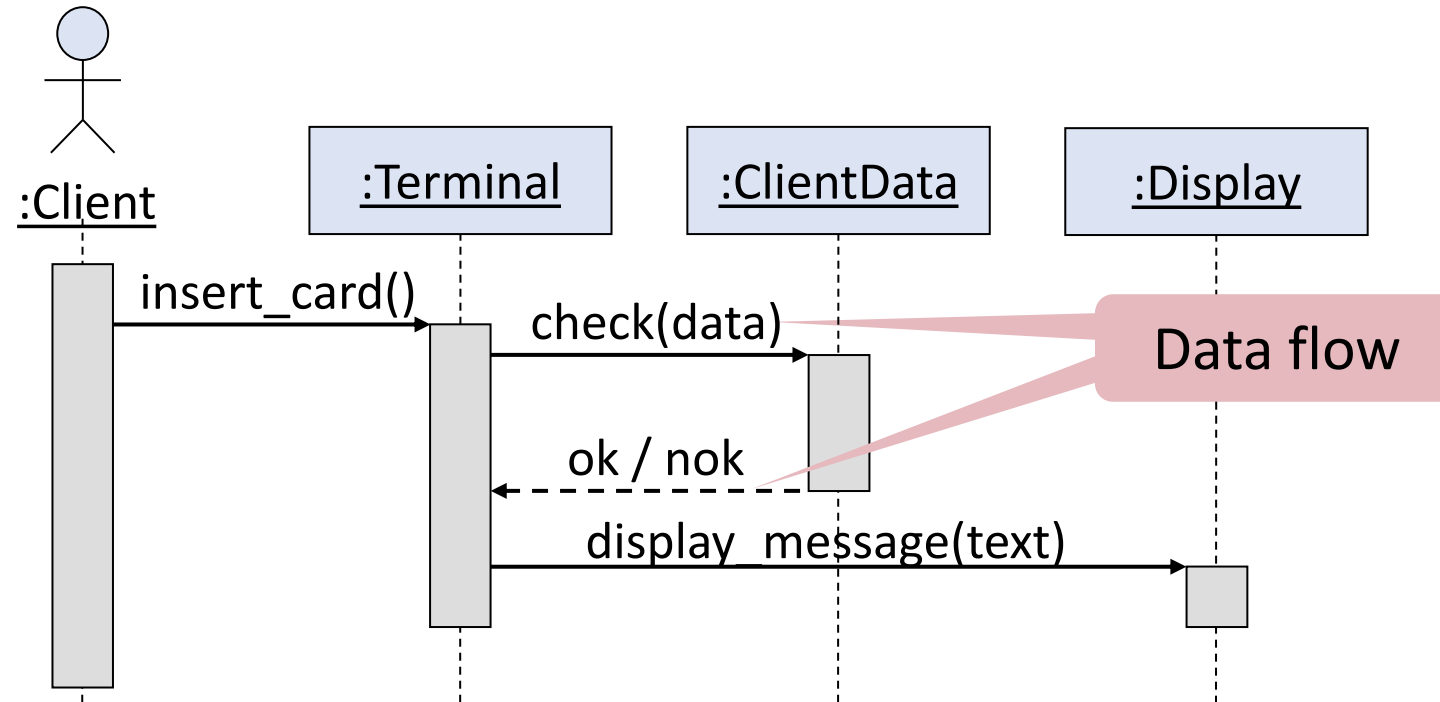 :Client
:Terminal
:ClientData
:Display
insert_card()
check(data)
Data flow
ok / nok
display_message(text)